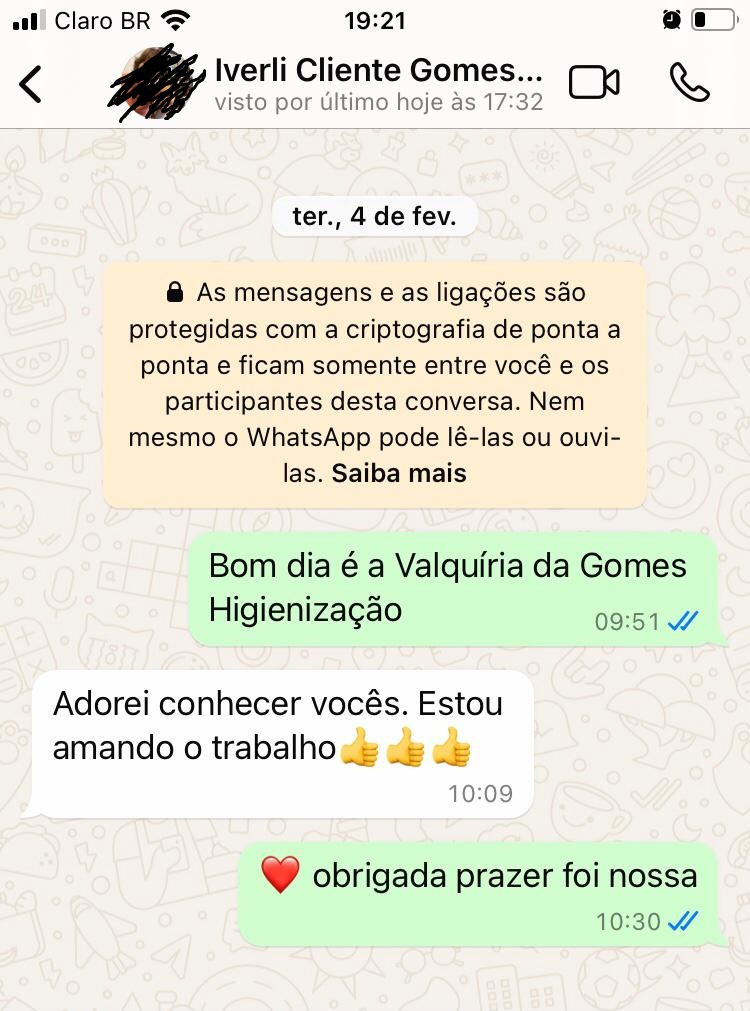 Claro BR 19:21
Iverli Cliente Gomes...
visto por último hoje às 17:32
ter., 4 de fev.
As mensagens e as ligações são
protegidas com a criptografia de ponta a
ponta e ficam somente entre você e os
participantes desta conversa. Nem
mesmo o WhatsApp pode lê-las ou ouvi-
las. Saiba mais
Bom dia é a Valquíria da Gomes
Higienização
09:51
Adorei conhecer vocês. Estou
amando o trabalho👍👍👍
10:09
❤️ obrigada prazer foi nossa
10:30